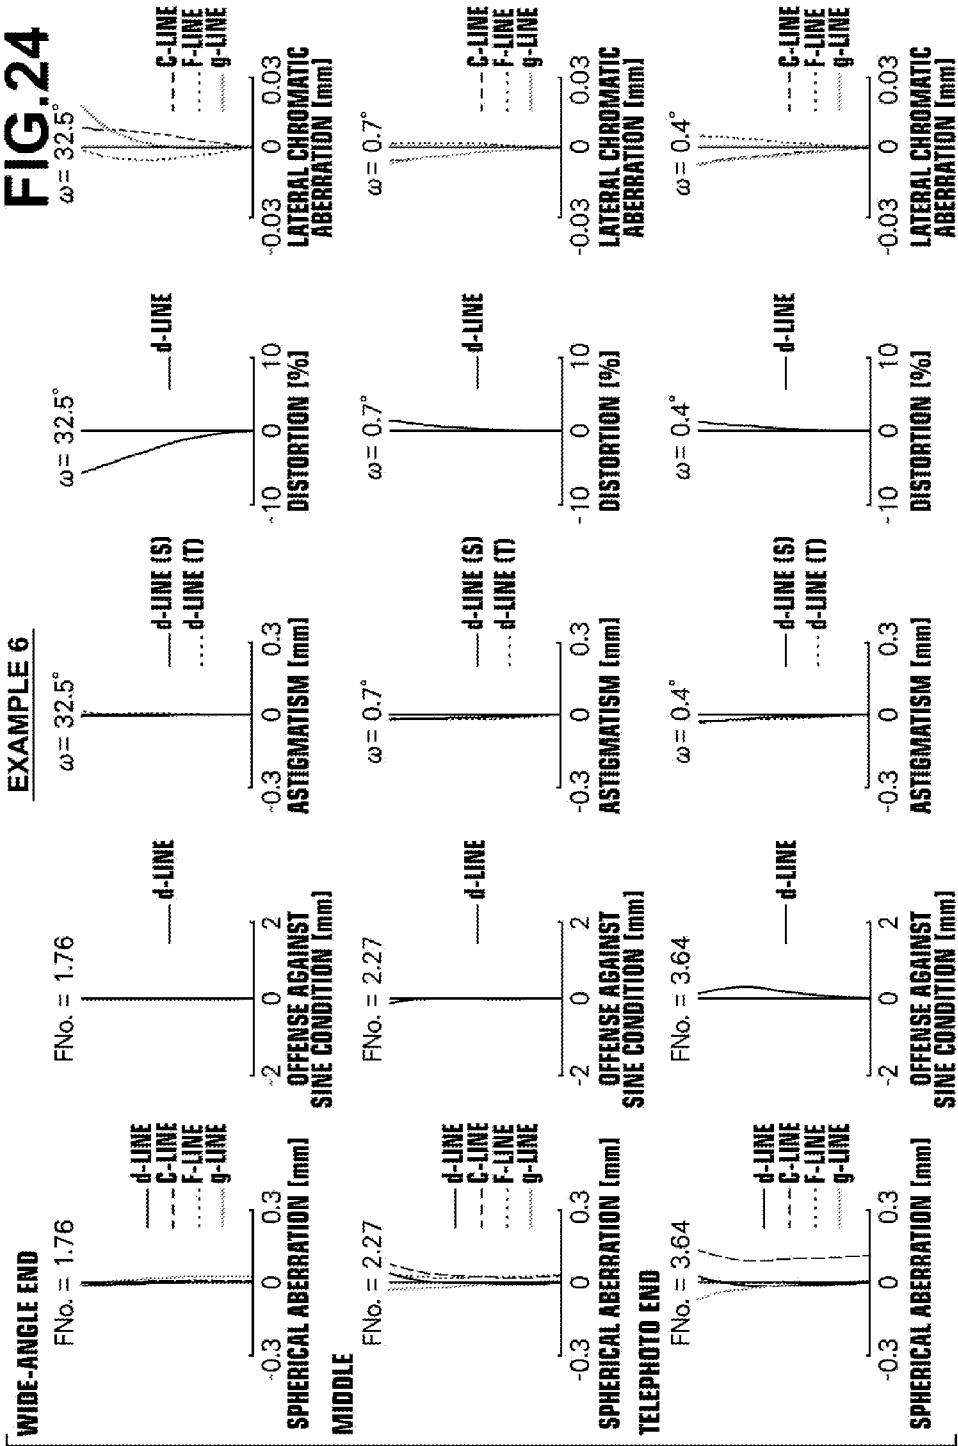 FIG.24
EXAMPLE 6
WIDE-ANGLE END
FNo. = 1.76
d-LINE
C-LINE
F-LINE
g-LINE
-0.3 0 0.3
SPHERICAL ABERRATION [mm]
FNo. = 1.76
d-LINE
-2 0 2
OFFENSE AGAINST
SINE CONDITION [mm]
ω= 32.5°
d-LINE (S)
d-LINE (T)
-0.3 0 0.3
ASTIGMATISM [mm]
ω= 32.5°
d-LINE
-10 0 10
DISTORTION [%]
ω= 32.5°
C-LINE
F-LINE
g-LINE
-0.03 0 0.03
LATERAL CHROMATIC
ABERRATION [mm]
MIDDLE
FNo. = 2.27
d-LINE
C-LINE
F-LINE
g-LINE
-0.3 0 0.3
SPHERICAL ABERRATION [mm]
FNo. = 2.27
d-LINE
-2 0 2
OFFENSE AGAINST
SINE CONDITION [mm]
ω= 0.7°
d-LINE (S)
d-LINE (T)
-0.3 0 0.3
ASTIGMATISM [mm]
ω= 0.7°
d-LINE
-10 0 10
DISTORTION [%]
ω= 0.7°
C-LINE
F-LINE
g-LINE
-0.03 0 0.03
LATERAL CHROMATIC
ABERRATION [mm]
TELEPHOTO END
FNo. = 3.64
d-LINE
C-LINE
F-LINE
g-LINE
-0.3 0 0.3
SPHERICAL ABERRATION [mm]
FNo. = 3.64
d-LINE
-2 0 2
OFFENSE AGAINST
SINE CONDITION [mm]
ω= 0.4°
d-LINE (S)
d-LINE (T)
-0.3 0 0.3
ASTIGMATISM [mm]
ω= 0.4°
d-LINE
-10 0 10
DISTORTION [%]
ω= 0.4°
C-LINE
F-LINE
g-LINE
-0.03 0 0.03
LATERAL CHROMATIC
ABERRATION [mm]